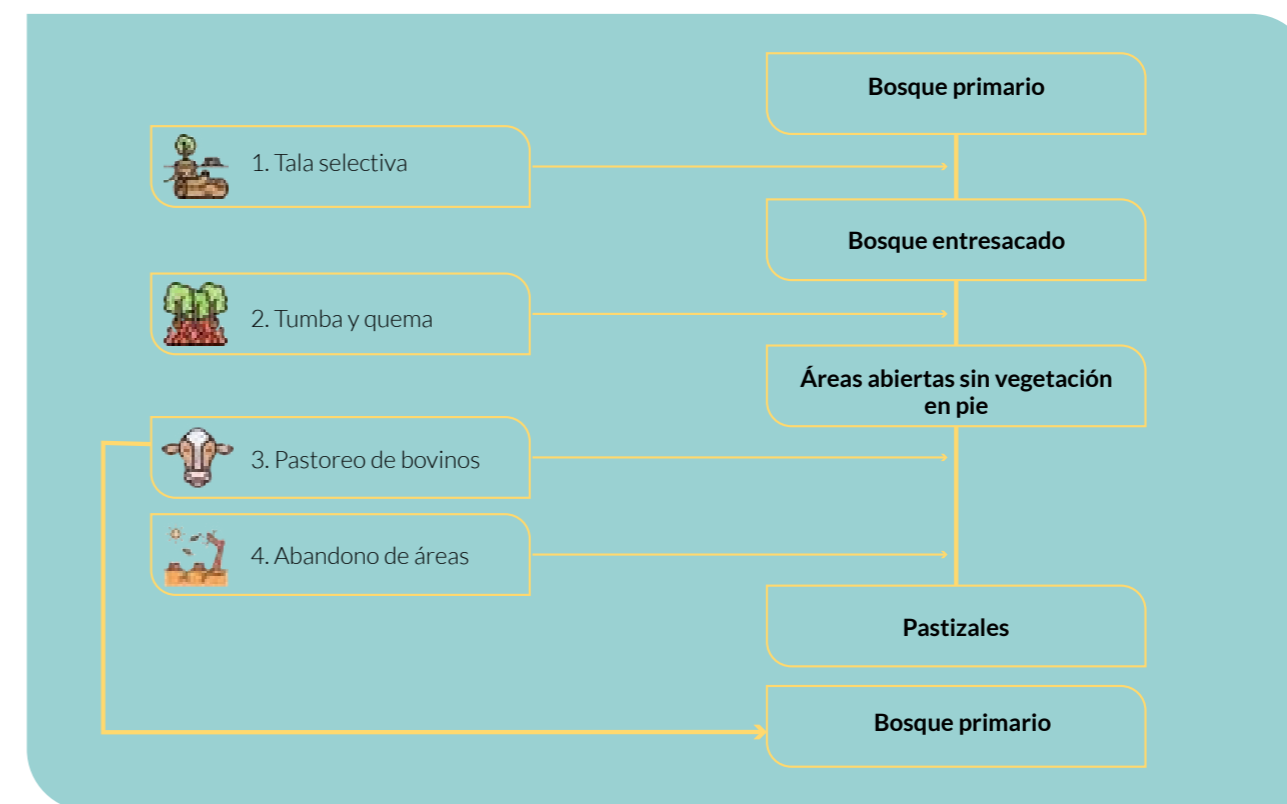 Bosque primario
1. Tala selectiva
Bosque entresacado
2. Tumba y quema
Áreas abiertas sin vegetación
en pie
3. Pastoreo de bovinos
4. Abandono de áreas
Pastizales
Bosque primario